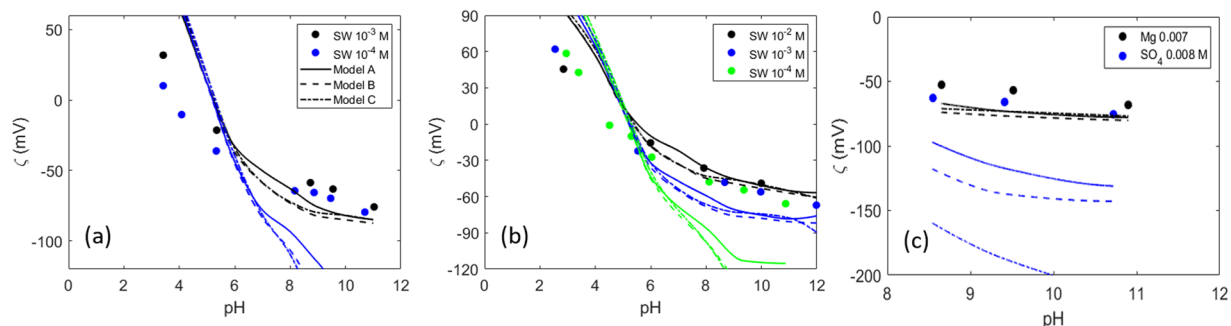 100
50
0
-50
-100
ζ (mV)
0 2 4 6 8 10 12
pH
(a)
SW 10⁻³ M
SW 10⁻⁴ M
Model A
Model B
Model C
90
60
30
0
-30
-60
-90
-120
ζ (mV)
0 2 4 6 8 10 12
pH
(b)
SW 10⁻² M
SW 10⁻³ M
SW 10⁻⁴ M
0
-50
-100
-150
-200
ζ (mV)
8 9 10 11 12
pH
(c)
Mg 0.007
SO₄ 0.008 M